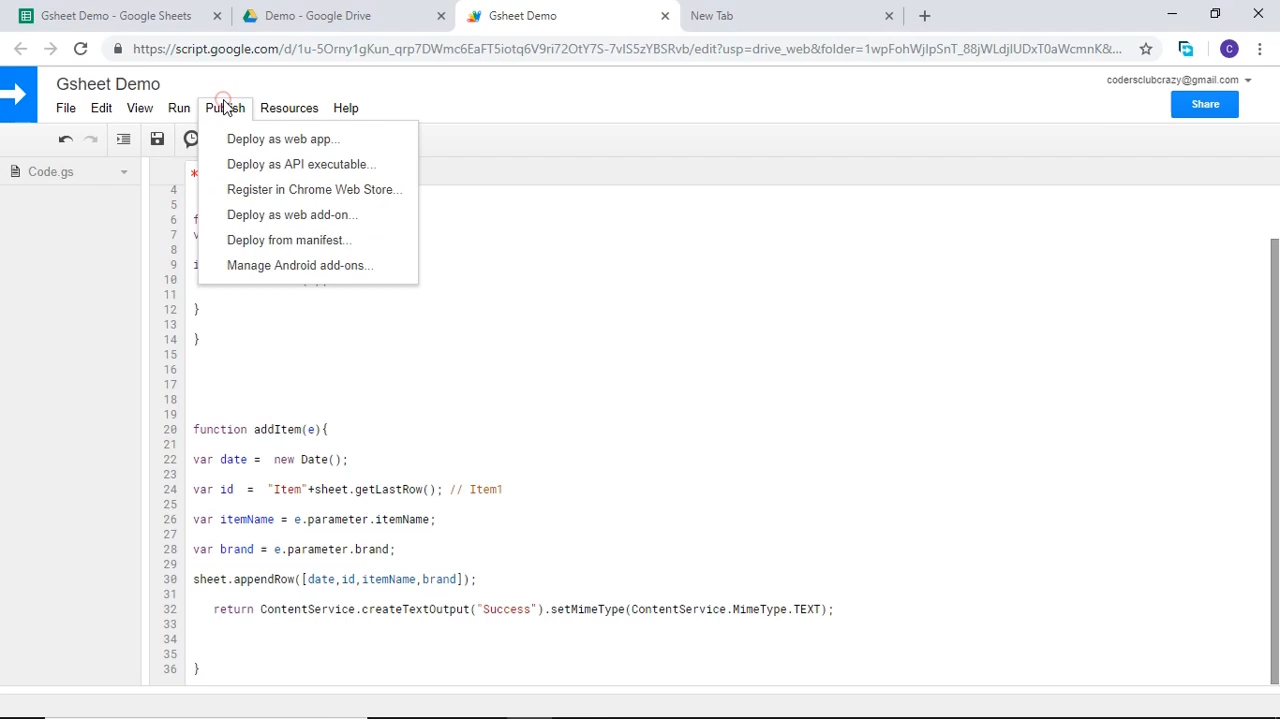 Items - Google Sheets
Demo - Google Drive
Gsheet Demo
New Tab
https://script.google.com/d/1u-5Orny1gKun_qrp7DWmc6EaFT5iotq6V9ri72OtY7S-7vIS5zYBSRvb/edit?usp=drive_web&folder=1wpFohWjIpSnT_88jWLdjlUDxT0aWcmnK&...
C
Gsheet Demo
codersclubcrazy@gmail.com
Share
File Edit View Run Publish Resources Help
Deploy as web app...
Deploy as API executable...
Register in Chrome Web Store...
Deploy as web add-on...
Deploy from manifest...
Manage Android add-ons...
Code.gs
*
4
5
6
7
8
9
10
11
12 }
13
14 }
15
16
17
18
19
20 function addItem(e){
21
22 var date = new Date();
23
24 var id = "Item"+sheet.getLastRow(); // Item1
25
26 var itemName = e.parameter.itemName;
27
28 var brand = e.parameter.brand;
29
30 sheet.appendRow([date,id,itemName,brand]);
31
32 return ContentService.createTextOutput("Success").setMimeType(ContentService.MimeType.TEXT);
33
34
35
36 }